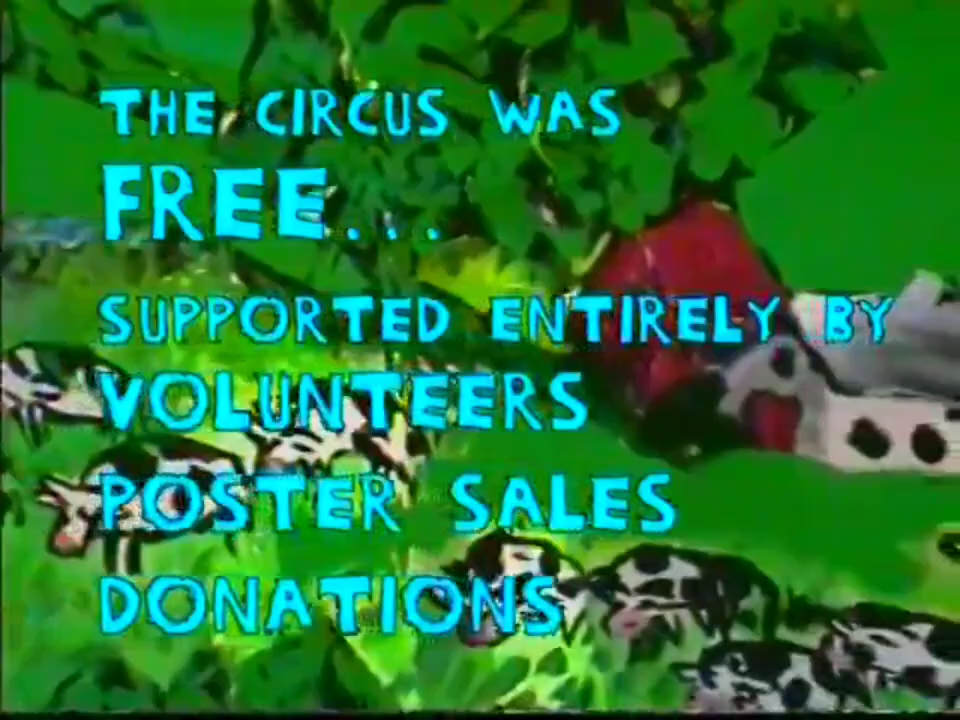 THE CIRCUS WAS
FREE...
SUPPORTED ENTIRELY BY
VOLUNTEERS
POSTER SALES
DONATIONS